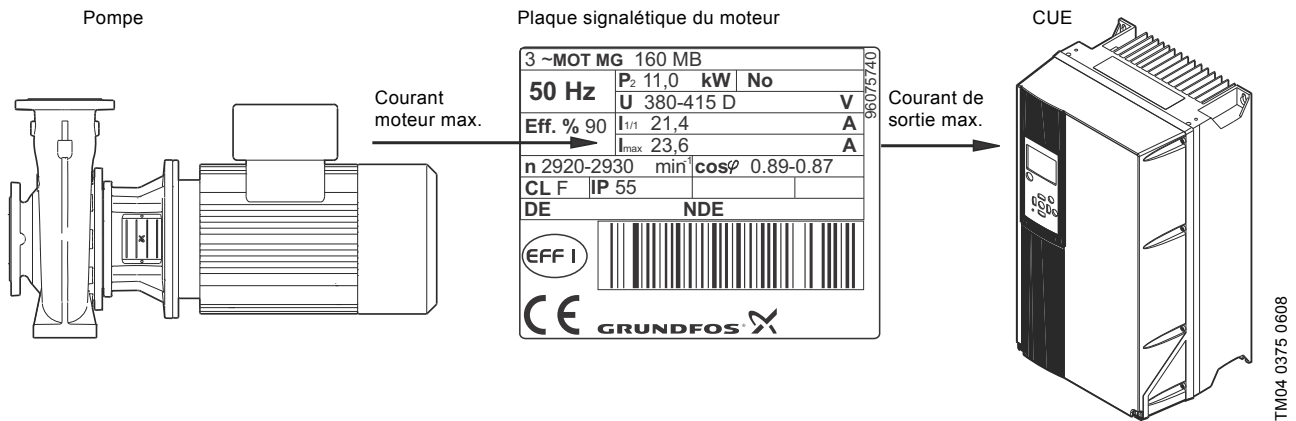 Pompe
Plaque signalétique du moteur
CUE
Courant
moteur max.
3 ~MOT MG 160 MB
50 Hz
P2 11,0 kW No
U 380-415 D V
Eff. % 90
I1/1 21,4 A
Imax 23,6 A
n 2920-2930 min-1 cosφ 0.89-0.87
CL F IP 55
DE NDE
96075740
EFF I
CE
GRUNDFOS
Courant de
sortie max.
TM04 0375 0608